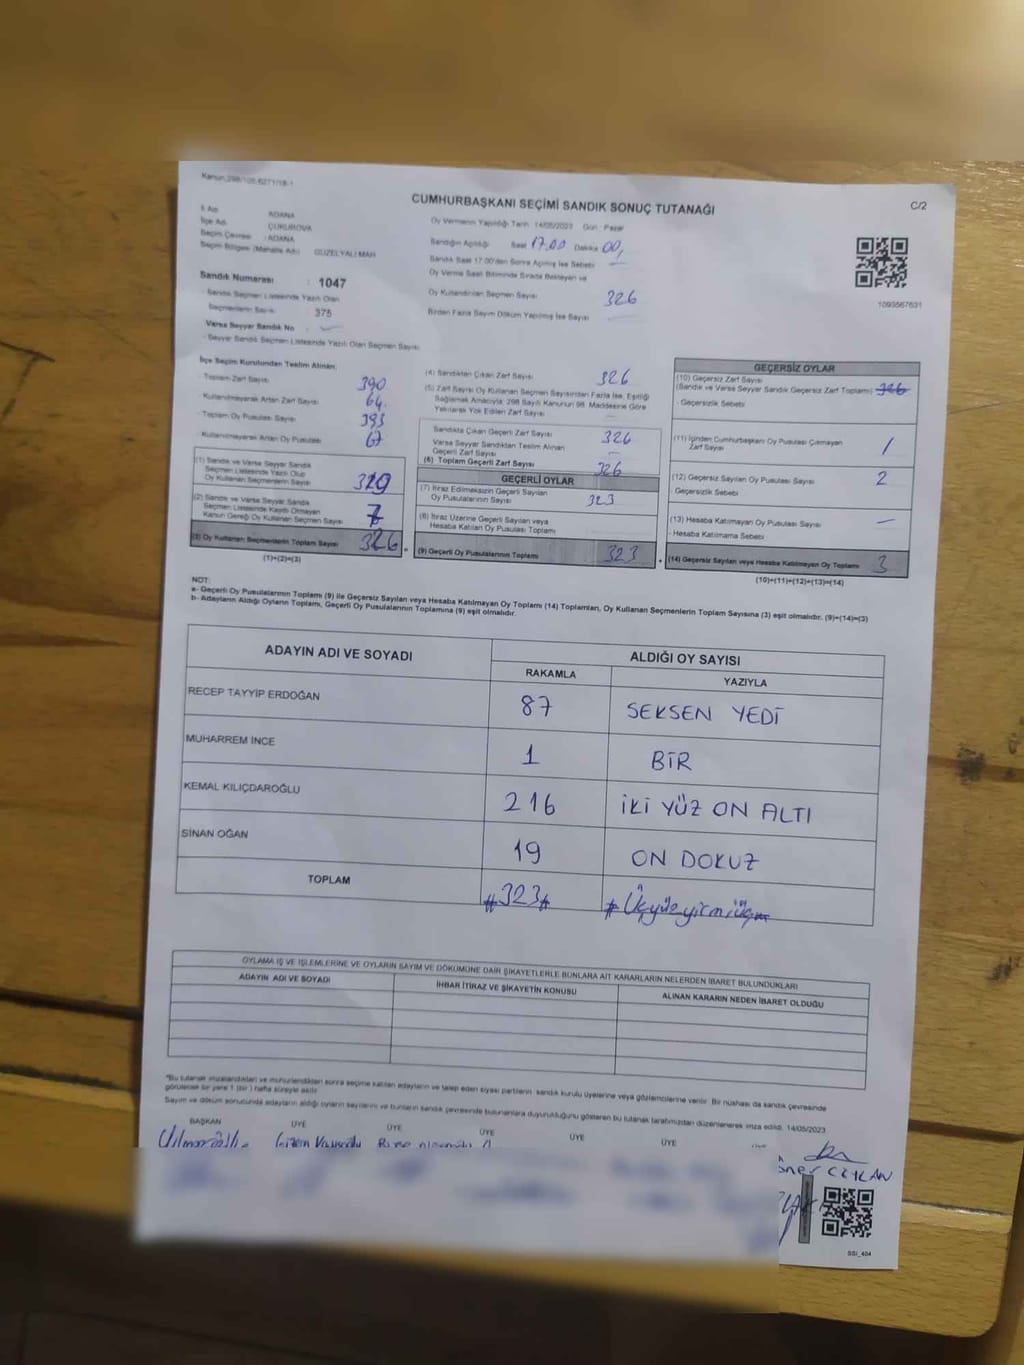 Kanun:298/105;6271/18-1
CUMHURBAŞKANI SEÇİMİ SANDIK SONUÇ TUTANAĞI
C/2
İl Adı : ADANA
İlçe Adı : ÇUKUROVA
Seçim Çevresi : ADANA
Seçim Bölgesi (Mahalle Adı) GÜZELYALI MAH
Oy Vermenin Yapıldığı Tarih 14/05/2023 Gün : Pazar
Sandığın Açıldığı Saat 17.00 Dakika 00,
Sandık Saat 17.00'den Sonra Açılmış İse Sebebi
Oy Verme Saati Bitiminde Sırada Bekleyen ve
Oy Kullandırılan Seçmen Sayısı 326
Birden Fazla Sayım Döküm Yapılmış İse Sayısı
1093567631
Sandık Numarası : 1047
- Sandık Seçmen Listesinde Yazılı Olan
Seçmenlerin Sayısı 375
Varsa Seyyar Sandık No
- Seyyar Sandık Seçmen Listesinde Yazılı Olan Seçmen Sayısı
İlçe Seçim Kurulundan Teslim Alınan;
- Toplam Zarf Sayısı 390
- Kullanılmayarak Artan Zarf Sayısı 64
- Toplam Oy Pusulası Sayısı 393
- Kullanılmayarak Artan Oy Pusulası 67
(1) Sandık ve Varsa Seyyar Sandık
Seçmen Listesinde Yazılı Olup
Oy Kullanan Seçmenlerin Sayısı 319
(2) Sandık ve Varsa Seyyar Sandık
Seçmen Listesinde Kayıtlı Olmayan
Kanun Gereği Oy Kullanan Seçmen Sayısı 7
(3) Oy Kullanan Seçmenlerin Toplam Sayısı 326
(1)+(2)=(3)
(4) Sandıktan Çıkan Zarf Sayısı 326
(5) Zarf Sayısı Oy Kullanan Seçmen Sayısından Fazla İse, Eşitliği
Sağlamak Amacıyla; 298 Sayılı Kanunun 98. Maddesine Göre
Yakılarak Yok Edilen Zarf Sayısı
Sandıkta Çıkan Geçerli Zarf Sayısı 326
Varsa Seyyar Sandıktan Teslim Alınan
Geçerli Zarf Sayısı
(6) Toplam Geçerli Zarf Sayısı 326
GEÇERLİ OYLAR
(7) İtiraz Edilmeksizin Geçerli Sayılan
Oy Pusulalarının Sayısı 323
(8) İtiraz Üzerine Geçerli Sayılan veya
Hesaba Katılan Oy Pusulası Toplamı
(9) Geçerli Oy Pusulalarının Toplamı 323
GEÇERSİZ OYLAR
(10) Geçersiz Zarf Sayısı
(Sandık ve Varsa Seyyar Sandık Geçersiz Zarf Toplamı) 326
- Geçersizlik Sebebi
(11) İçinden Cumhurbaşkanı Oy Pusulası Çıkmayan
Zarf Sayısı 1
(12) Geçersiz Sayılan Oy Pusulası Sayısı 2
- Geçersizlik Sebebi
(13) Hesaba Katılmayan Oy Pusulası Sayısı —
- Hesaba Katılmama Sebebi
(14) Geçersiz Sayılan veya Hesaba Katılmayan Oy Toplamı 3
(10)+(11)+(12)+(13)=(14)
NOT:
a- Geçerli Oy Pusulalarının Toplamı (9) ile Geçersiz Sayılan veya Hesaba Katılmayan Oy Toplamı (14) Toplamları, Oy Kullanan Seçmenlerin Toplam Sayısına (3) eşit olmalıdır. (9)+(14)=(3)
b- Adayların Aldığı Oyların Toplamı, Geçerli Oy Pusulalarının Toplamına (9) eşit olmalıdır.
ADAYIN ADI VE SOYADI
ALDIĞI OY SAYISI
RAKAMLA YAZIYLA
RECEP TAYYİP ERDOĞAN 87 SEKSEN YEDİ
MUHARREM İNCE 1 BİR
KEMAL KILIÇDAROĞLU 216 İKİ YÜZ ON ALTI
SİNAN OĞAN 19 ON DOKUZ
TOPLAM #323# # Üçyüzyirmiüç#
OYLAMA İŞ VE İŞLEMLERİNE VE OYLARIN SAYIM VE DÖKÜMÜNE DAİR ŞİKAYETLERLE BUNLARA AİT KARARLARIN NELERDEN İBARET BULUNDUKLARI
ADAYIN ADI VE SOYADI İHBAR İTİRAZ VE ŞİKAYETİN KONUSU ALINAN KARARIN NEDEN İBARET OLDUĞU
*Bu tutanak imzalandıktan ve mühürlendikten sonra seçime katılan adayların ve talep eden siyasi partilerin sandık kurulu üyelerine veya gözlemcilerine verilir. Bir nüshası da sandık çevresinde
görülecek bir yere 1 (bir) hafta süreyle asılır
Sayım ve döküm sonucunda adayların aldığı oyların sayılarını ve bunların sandık çevresinde bulunanlara duyurulduğunu gösteren bu tutanak tarafımızdan düzenlenerek imza edildi. 14/05/2023
BAŞKAN ÜYE ÜYE ÜYE ÜYE ÜYE
CEYLAN
SSİ_404